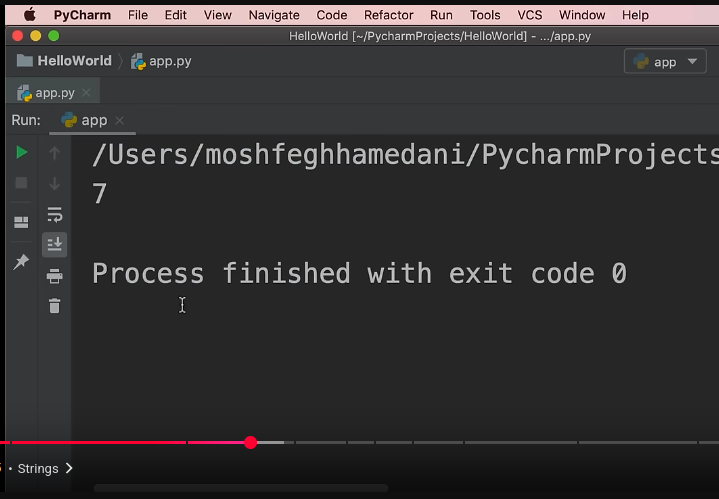 PyCharm File Edit View Navigate Code Refactor Run Tools VCS Window Help
HelloWorld [~/PycharmProjects/HelloWorld] - .../app.py
HelloWorld app.py app
app.py
Run: app
/Users/moshfeghhamedani/PycharmProjects
7
Process finished with exit code 0
• Strings